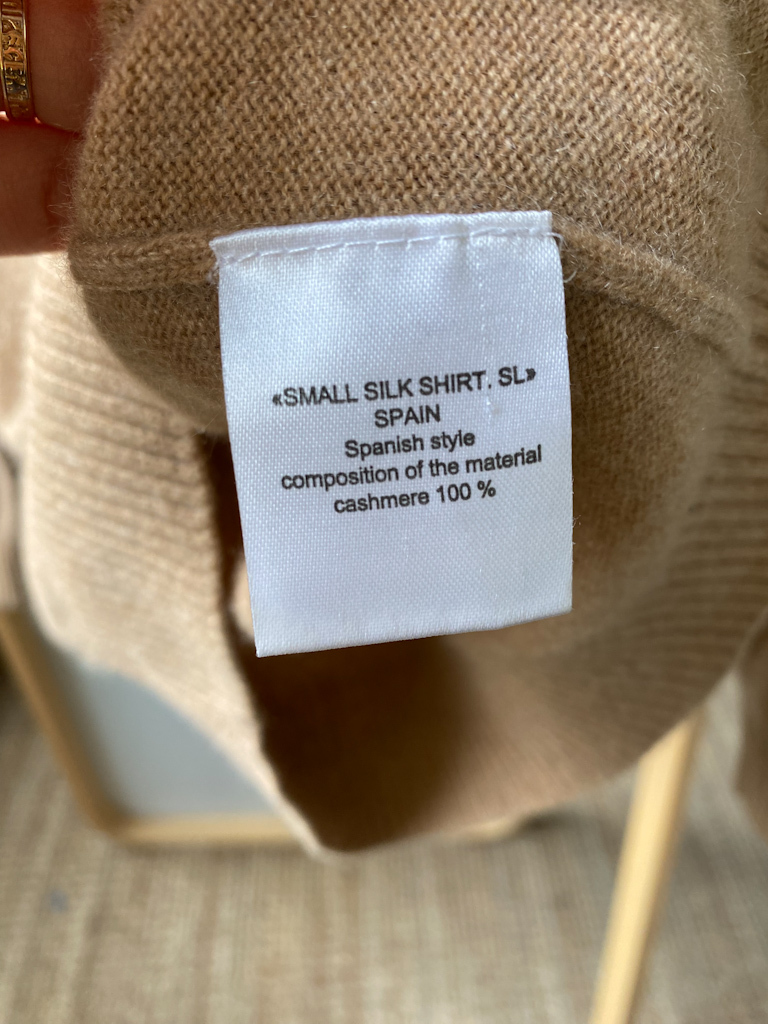 «SMALL SILK SHIRT. SL»
SPAIN
Spanish style
composition of the material
cashmere 100 %